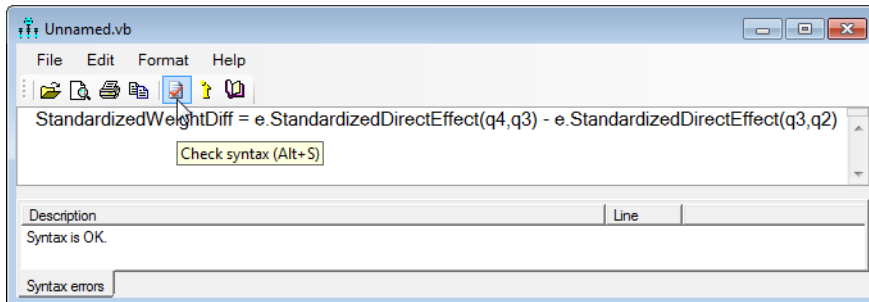 Unnamed.vb
File Edit Format Help
StandardizedWeightDiff = e.StandardizedDirectEffect(q4,q3) - e.StandardizedDirectEffect(q3,q2)
Check syntax (Alt+S)
Description Line
Syntax is OK.
Syntax errors